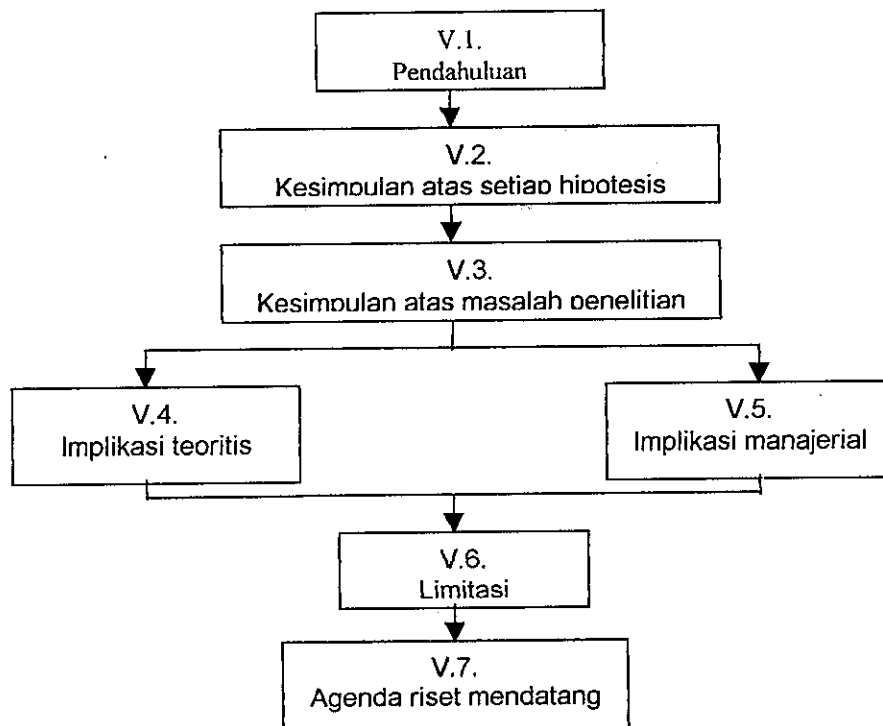 V.1.
Pendahuluan
V.2.
Kesimpulan atas setiap hipotesis
V.3.
Kesimpulan atas masalah penelitian
V.4.
Implikasi teoritis
V.5.
Implikasi manajerial
V.6.
Limitasi
V.7.
Agenda riset mendatang